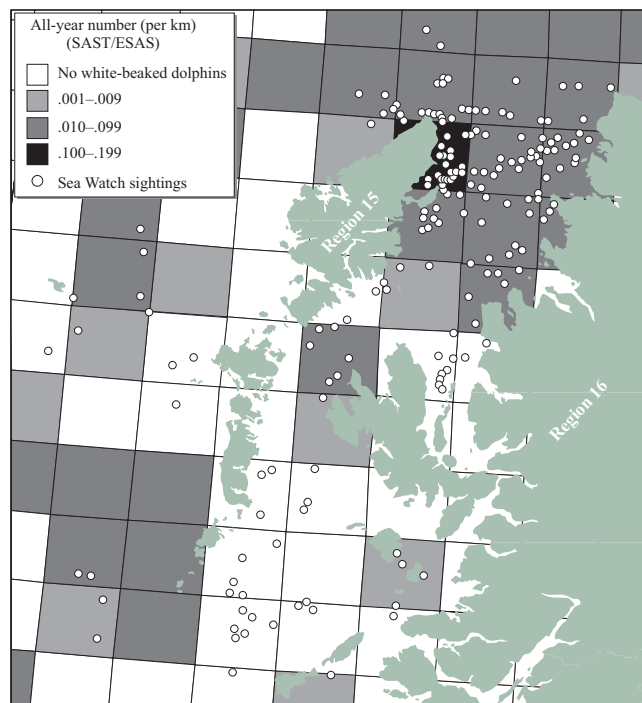 All-year number (per km)
(SAST/ESAS)
No white-beaked dolphins
.001–.009
.010–.099
.100–.199
Sea Watch sightings
Region 15
Region 16